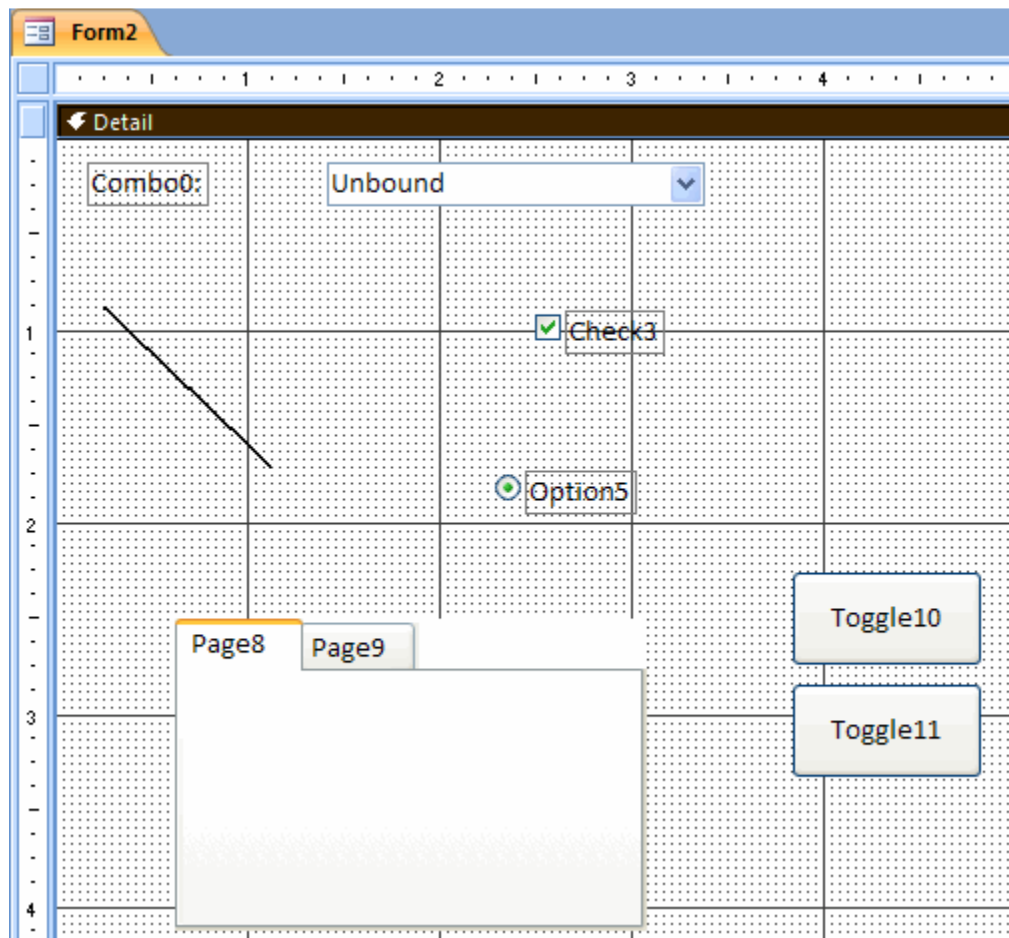 Form2
1 2 3 4
Detail
Combo0: Unbound
1
Check3
Option5
2
Toggle10
Page8 Page9
3
Toggle11
4